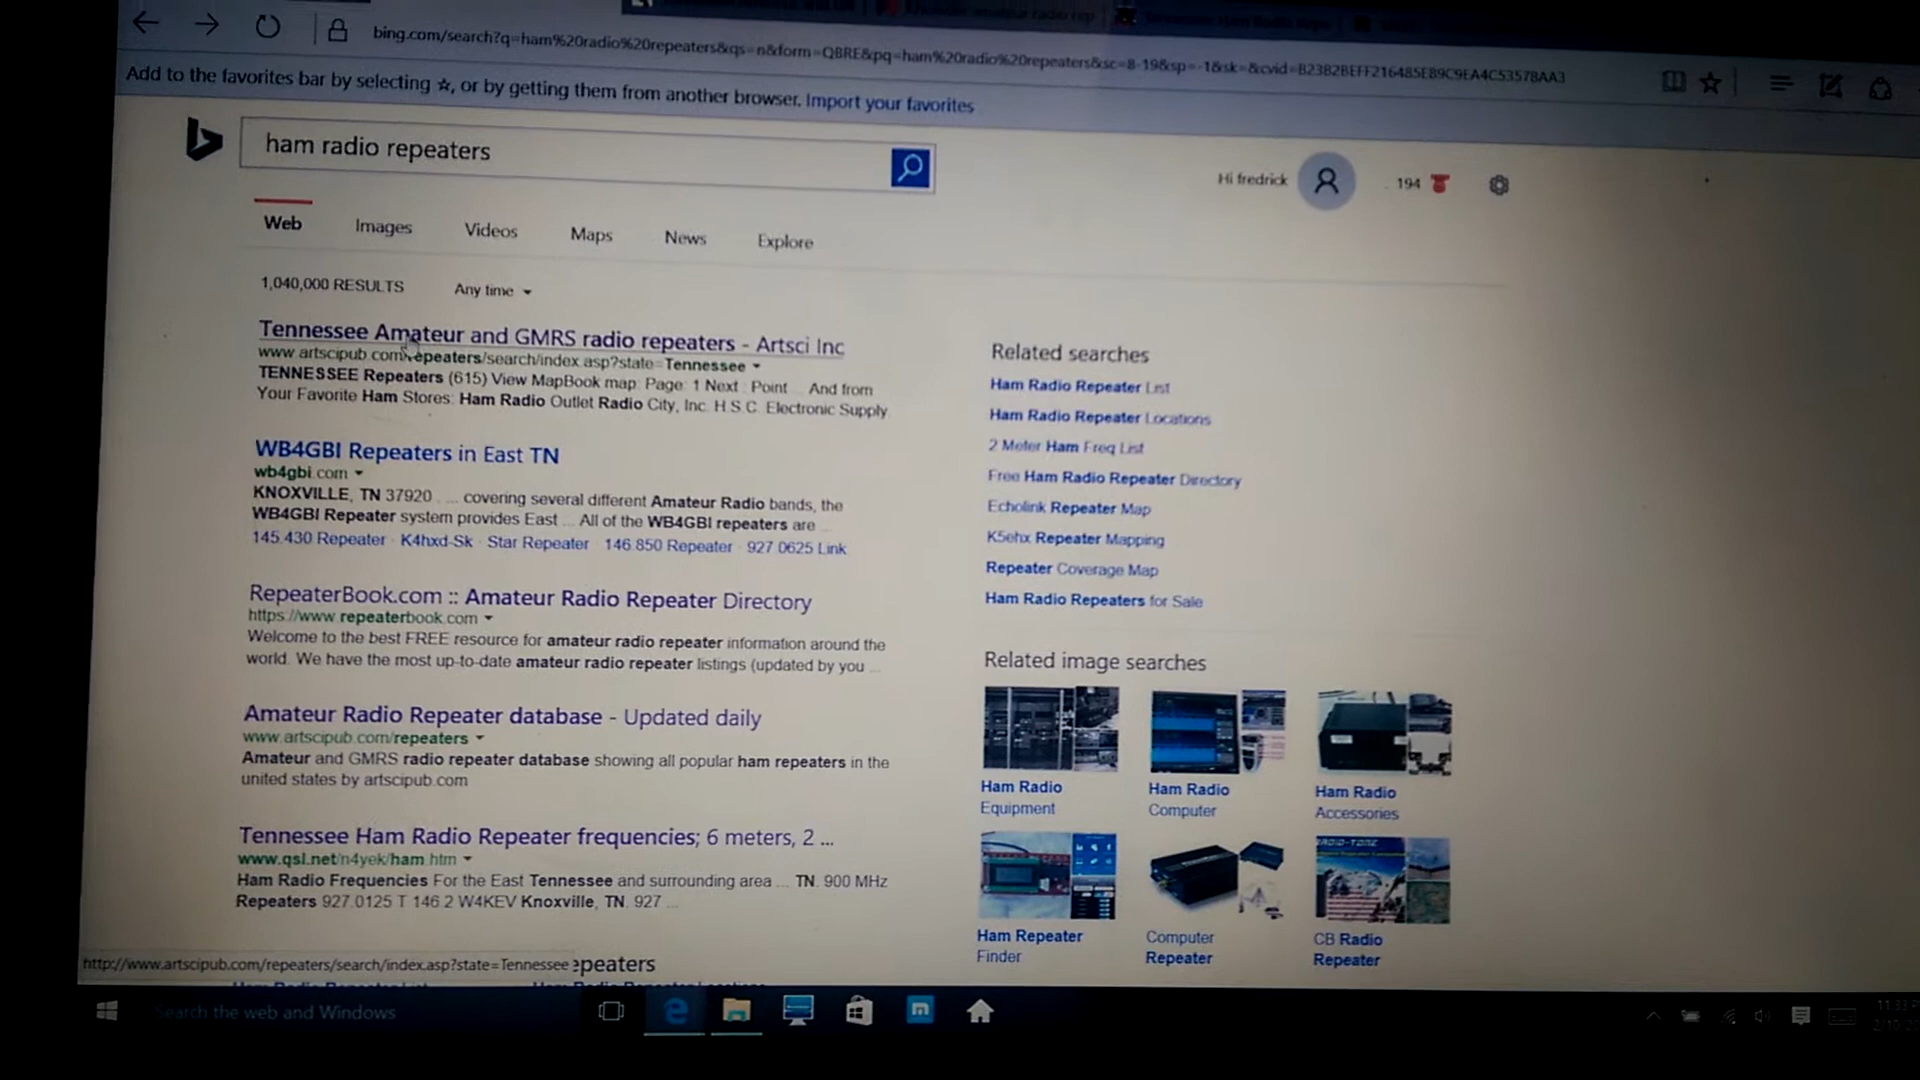 bing.com/search?q=ham%20radio%20repeaters&qs=n&form=QBRE&pq=ham%20radio%20repeaters&sc=8-19&sp=-1&sk=&cvid=B23B2BEFF216485EB9C9EA4C53578AA3
Add to the favorites bar by selecting ☆, or by getting them from another browser. Import your favorites
ham radio repeaters
Hi fredrick
194
Web Images Videos Maps News Explore
1,040,000 RESULTS Any time
Tennessee Amateur and GMRS radio repeaters - Artsci Inc
www.artscipub.com/repeaters/search/index.asp?state=Tennessee
TENNESSEE Repeaters (615) View MapBook map: Page: 1 Next : Point ... And from
Your Favorite Ham Stores: Ham Radio Outlet Radio City, Inc. H.S.C. Electronic Supply
WB4GBI Repeaters in East TN
wb4gbi.com
KNOXVILLE, TN 37920 ... covering several different Amateur Radio bands, the
WB4GBI Repeater system provides East ... All of the WB4GBI repeaters are ...
145.430 Repeater · K4hxd-Sk · Star Repeater · 146.850 Repeater · 927.0625 Link
RepeaterBook.com :: Amateur Radio Repeater Directory
https://www.repeaterbook.com
Welcome to the best FREE resource for amateur radio repeater information around the
world. We have the most up-to-date amateur radio repeater listings (updated by you ...
Amateur Radio Repeater database - Updated daily
www.artscipub.com/repeaters
Amateur and GMRS radio repeater database showing all popular ham repeaters in the
united states by artscipub.com
Tennessee Ham Radio Repeater frequencies; 6 meters, 2 ...
www.qsl.net/n4yek/ham.htm
Ham Radio Frequencies For the East Tennessee and surrounding area ... TN. 900 MHz
Repeaters 927.0125 T 146.2 W4KEV Knoxville, TN. 927 ...
http://www.artscipub.com/repeaters/search/index.asp?state=Tennessee epeaters
Related searches
Ham Radio Repeater List
Ham Radio Repeater Locations
2 Meter Ham Freq List
Free Ham Radio Repeater Directory
Echolink Repeater Map
K5ehx Repeater Mapping
Repeater Coverage Map
Ham Radio Repeaters for Sale
Related image searches
Ham Radio
Equipment
Ham Radio
Computer
Ham Radio
Accessories
Ham Repeater
Finder
Computer
Repeater
CB Radio
Repeater
Search the web and Windows
11:33